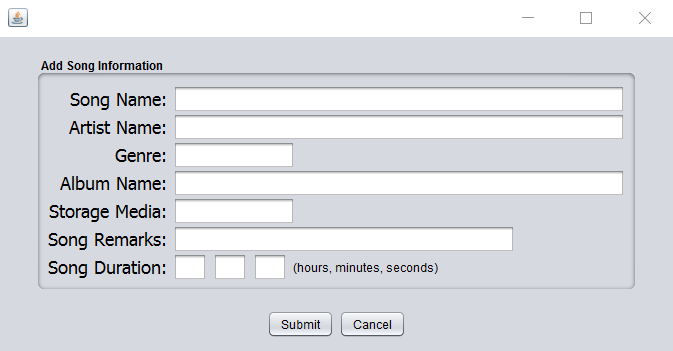 Add Song Information
Song Name:
Artist Name:
Genre:
Album Name:
Storage Media:
Song Remarks:
Song Duration: (hours, minutes, seconds)
Submit Cancel